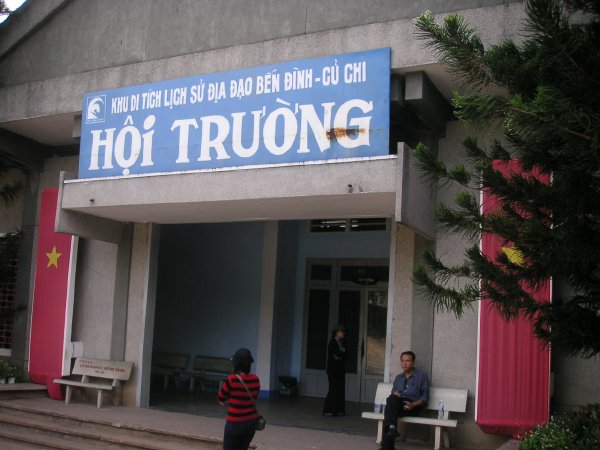 KHU DI TÍCH LỊCH SỬ ĐỊA ĐẠO BẾN ĐÌNH - CỦ CHI
HỘI TRƯỜNG